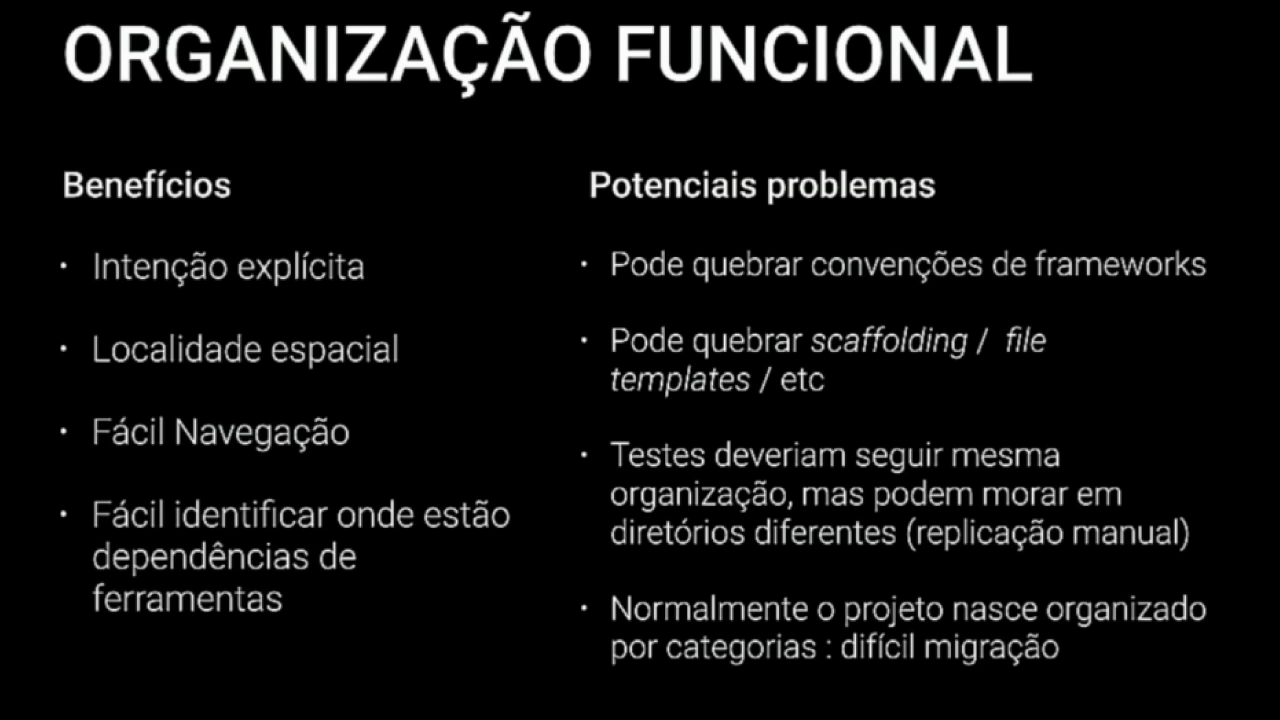 ORGANIZAÇÃO FUNCIONAL
Benefícios
• Intenção explícita
• Localidade espacial
• Fácil Navegação
• Fácil identificar onde estão
dependências de
ferramentas
Potenciais problemas
• Pode quebrar convenções de frameworks
• Pode quebrar scaffolding / file
templates / etc
• Testes deveriam seguir mesma
organização, mas podem morar em
diretórios diferentes (replicação manual)
• Normalmente o projeto nasce organizado
por categorias : difícil migração